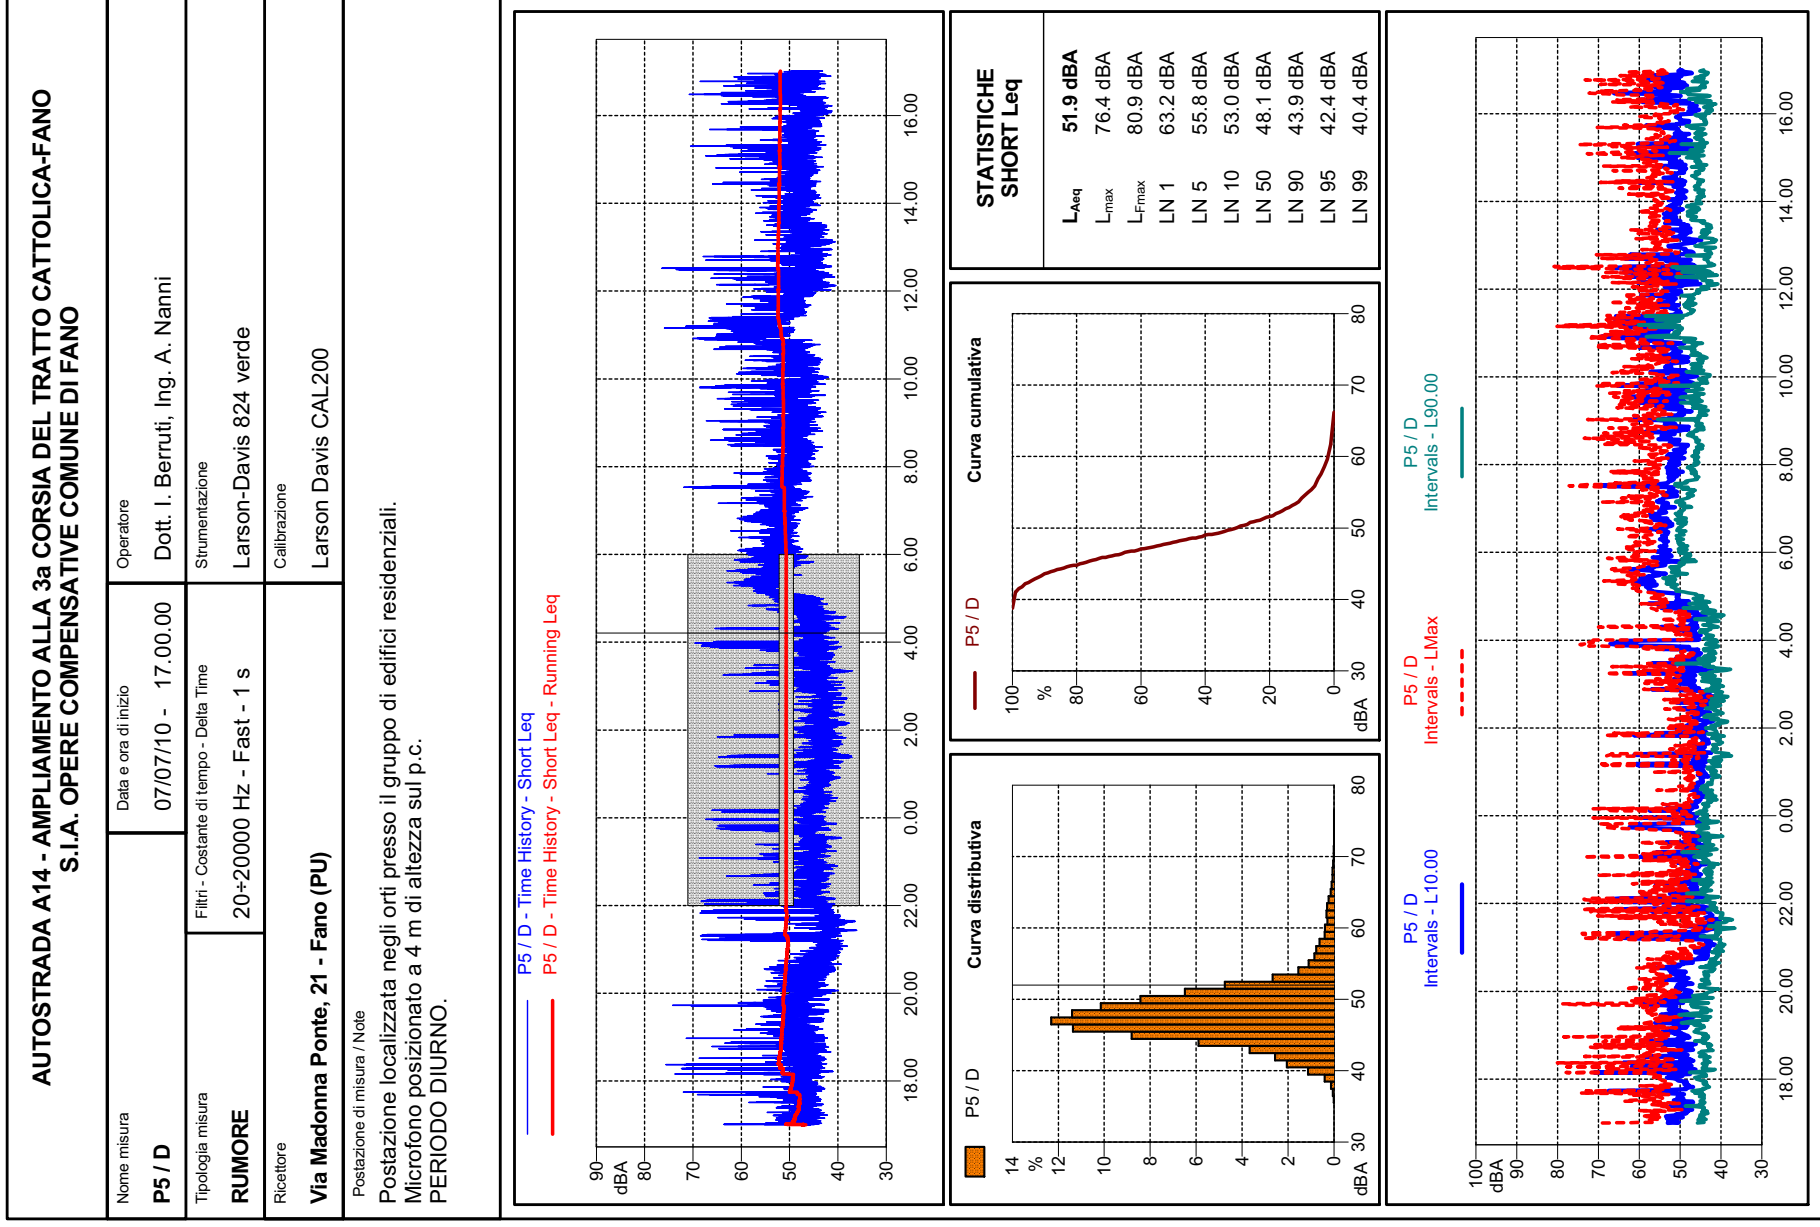 AUTOSTRADA A14 - AMPLIAMENTO ALLA 3a CORSIA DEL TRATTO CATTOLICA-FANO
S.I.A. OPERE COMPENSATIVE COMUNE DI FANO
Nome misura
P5 / D
Data e ora di inizio
07/07/10 - 17.00.00
Operatore
Dott. I. Berruti, Ing. A. Nanni
Tipologia misura
RUMORE
Filtri - Costante di tempo - Delta Time
20÷20000 Hz - Fast - 1 s
Strumentazione
Larson-Davis 824 verde
Ricettore
Via Madonna Ponte, 21 - Fano (PU)
Calibrazione
Larson Davis CAL200
Postazione di misura / Note
Postazione localizzata negli orti presso il gruppo di edifici residenziali.
Microfono posizionato a 4 m di altezza sul p.c.
PERIODO DIURNO.
P5 / D - Time History - Short Leq
P5 / D - Time History - Short Leq - Running Leq
90
dBA
80
70
60
50
40
30
18.00 20.00 22.00 0.00 2.00 4.00 6.00 8.00 10.00 12.00 14.00 16.00
P5 / D
Curva distributiva
14
%
12
10
8
6
4
2
0
dBA
30 40 50 60 70 80
P5 / D
Curva cumulativa
100
%
80
60
40
20
0
dBA
30 40 50 60 70 80
STATISTICHE
SHORT Leq
LAeq 51.9 dBA
Lmax 76.4 dBA
LFmax 80.9 dBA
LN 1 63.2 dBA
LN 5 55.8 dBA
LN 10 53.0 dBA
LN 50 48.1 dBA
LN 90 43.9 dBA
LN 95 42.4 dBA
LN 99 40.4 dBA
P5 / D
Intervals - L10.00
P5 / D
Intervals - LMax
P5 / D
Intervals - L90.00
100
dBA
90
80
70
60
50
40
30
18.00 20.00 22.00 0.00 2.00 4.00 6.00 8.00 10.00 12.00 14.00 16.00